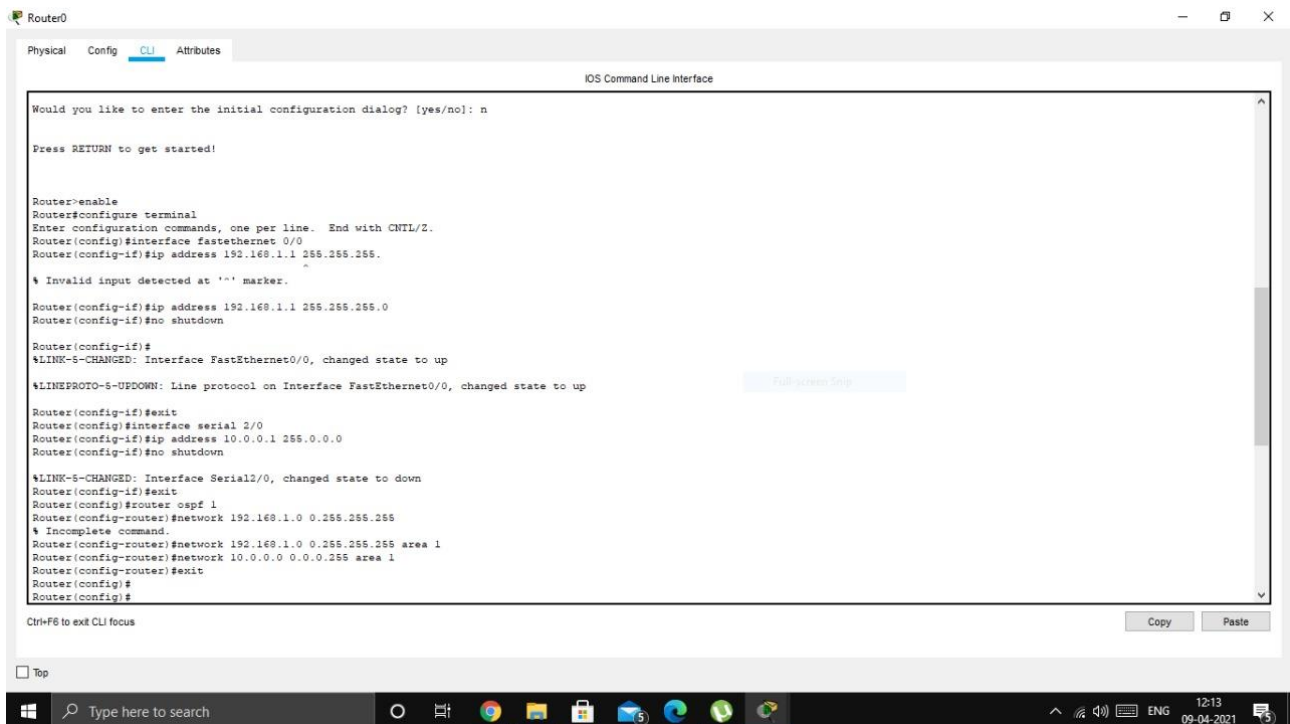 Router0
Physical Config CLI Attributes
IOS Command Line Interface
Would you like to enter the initial configuration dialog? [yes/no]: n
Press RETURN to get started!
Router>enable
Router#configure terminal
Enter configuration commands, one per line. End with CNTL/Z.
Router(config)#interface fastethernet 0/0
Router(config-if)#ip address 192.168.1.1 255.255.255.
^
% Invalid input detected at '^' marker.
Router(config-if)#ip address 192.168.1.1 255.255.255.0
Router(config-if)#no shutdown
Router(config-if)#
%LINK-5-CHANGED: Interface FastEthernet0/0, changed state to up
%LINEPROTO-5-UPDOWN: Line protocol on Interface FastEthernet0/0, changed state to up
Full-screen Snip
Router(config-if)#exit
Router(config)#interface serial 2/0
Router(config-if)#ip address 10.0.0.1 255.0.0.0
Router(config-if)#no shutdown
%LINK-5-CHANGED: Interface Serial2/0, changed state to down
Router(config-if)#exit
Router(config)#router ospf 1
Router(config-router)#network 192.168.1.0 0.255.255.255
% Incomplete command.
Router(config-router)#network 192.168.1.0 0.255.255.255 area 1
Router(config-router)#network 10.0.0.0 0.0.0.255 area 1
Router(config-router)#exit
Router(config)#
Router(config)#
Ctrl+F6 to exit CLI focus
Copy Paste
Top
Type here to search
5
ENG
12:13
09-04-2021
5